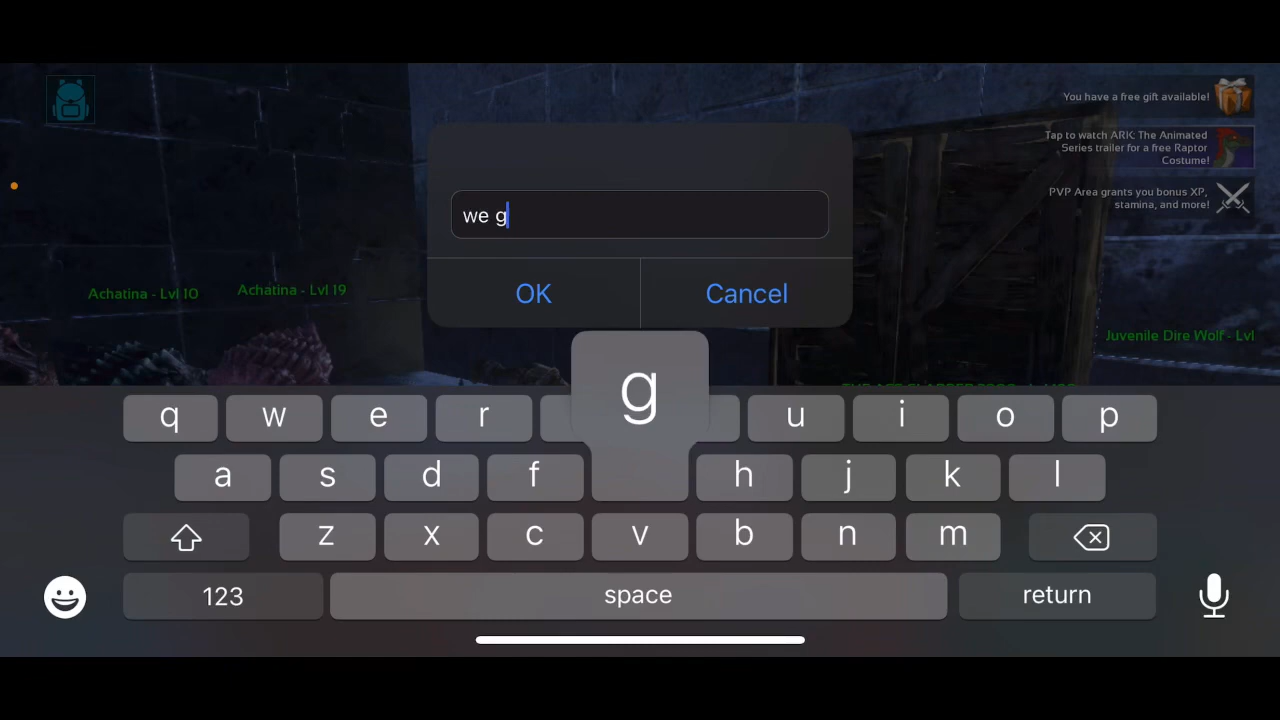 You have a free gift available!
Tap to watch ARK: The Animated
Series trailer for a free Raptor
Costume!
PVP Area grants you bonus XP,
stamina, and more!
we g
OK Cancel
Achatina - Lvl 10
Achatina - Lvl 19
Juvenile Dire Wolf - Lvl
g
q w e r u i o p
a s d f h j k l
z x c v b n m
123 space return